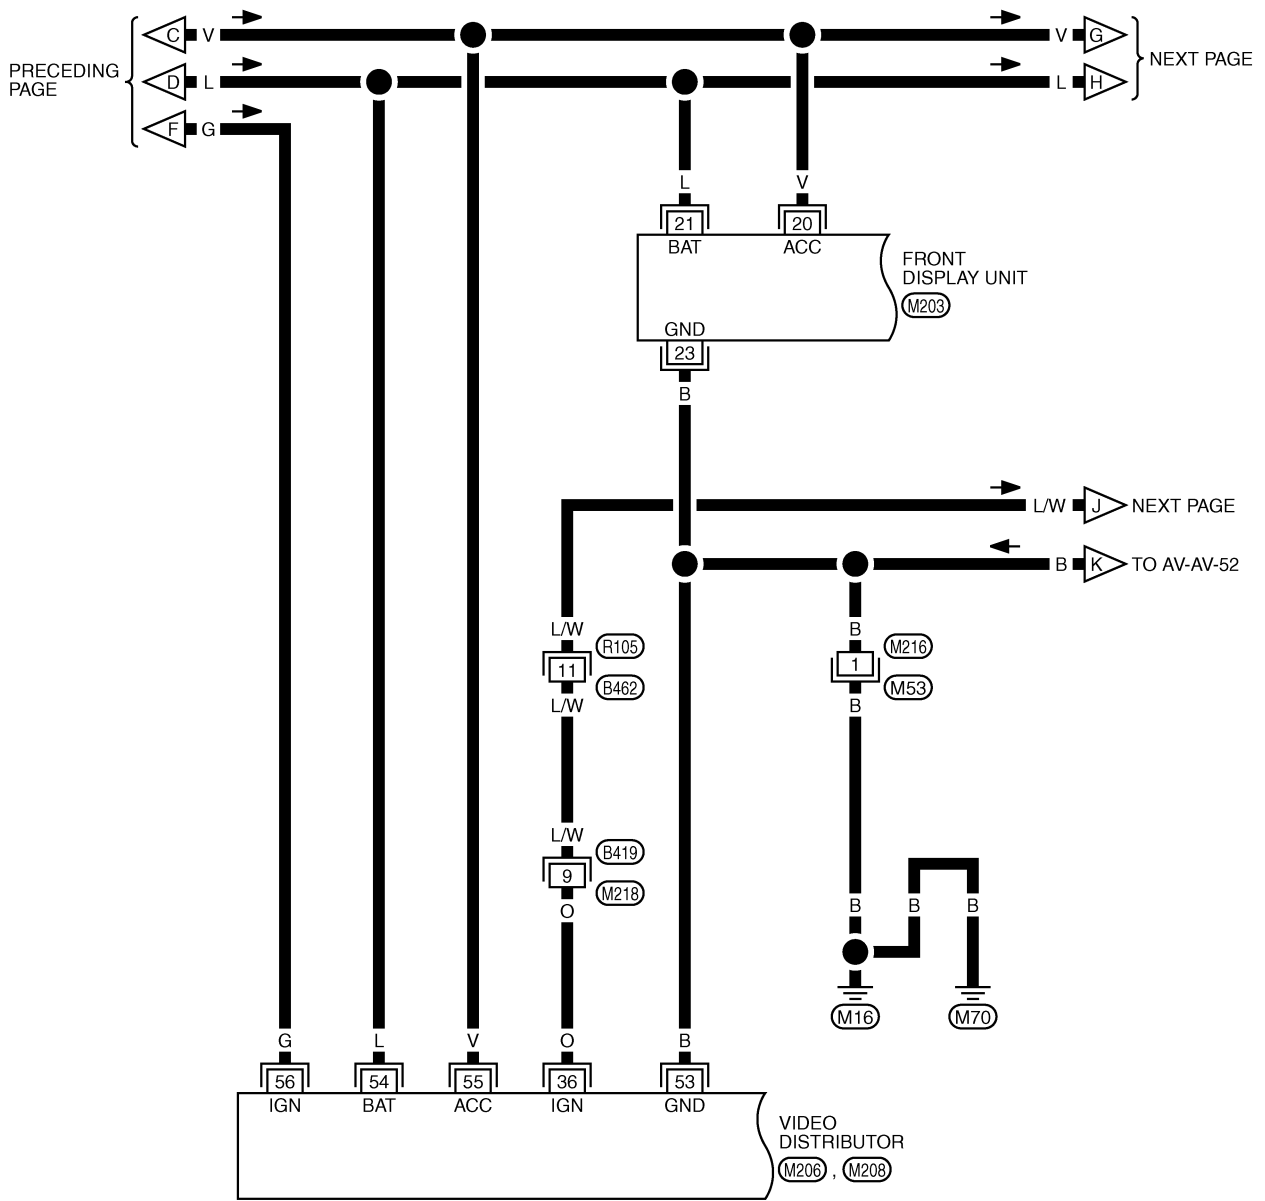 C V V G
PRECEDING
PAGE
NEXT PAGE
D L L H
F G
L V
21 20
BAT ACC
FRONT
DISPLAY UNIT
M203
GND
23
B
L/W J NEXT PAGE
B K TO AV-AV-52
L/W B
R105 M216
11 1
B462 M53
L/W B
L/W
B419
9
M218
O B B B
M16 M70
G L V O B
56 54 55 36 53
IGN BAT ACC IGN GND
VIDEO
DISTRIBUTOR
M206 , M208